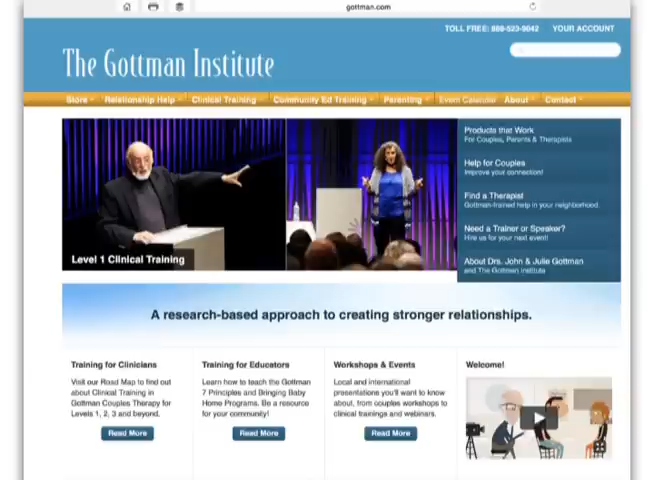 gottman.com
TOLL FREE: 888-523-9042 YOUR ACCOUNT
The Gottman Institute
Store Relationship Help Clinical Training Community Ed Training Parenting Event Calendar About Contact
Products that Work
For Couples, Parents & Therapists
Help for Couples
Improve your connection!
Find a Therapist
Gottman-trained help in your neighborhood
Need a Trainer or Speaker?
Hire us for your next event!
About Drs. John & Julie Gottman
and The Gottman Institute
Level 1 Clinical Training
A research-based approach to creating stronger relationships.
Training for Clinicians
Visit our Road Map to find out
about Clinical Training in
Gottman Couples Therapy for
Levels 1, 2, 3 and beyond.
Read More
Training for Educators
Learn how to teach the Gottman
7 Principles and Bringing Baby
Home Programs. Be a resource
for your community!
Read More
Workshops & Events
Local and international
presentations you'll want to know
about, from couples workshops to
clinical trainings and webinars.
Read More
Welcome!